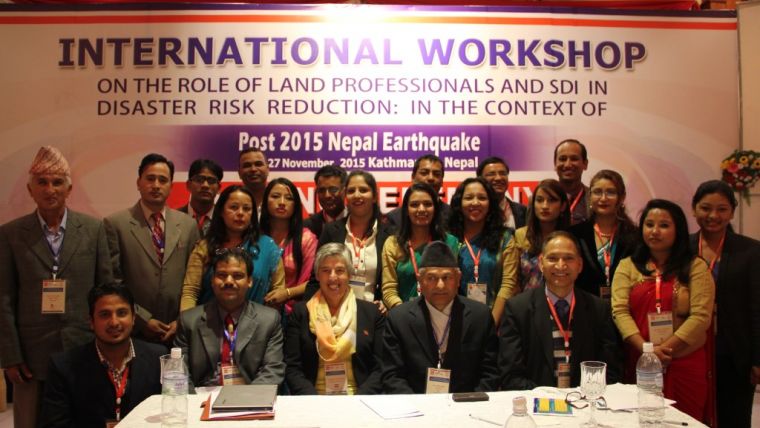 INTERNATIONAL WORKSHOP
ON THE ROLE OF LAND PROFESSIONALS AND SDI IN
DISASTER RISK REDUCTION: IN THE CONTEXT OF
Post 2015 Nepal Earthquake
27 November, 2015 Nepal